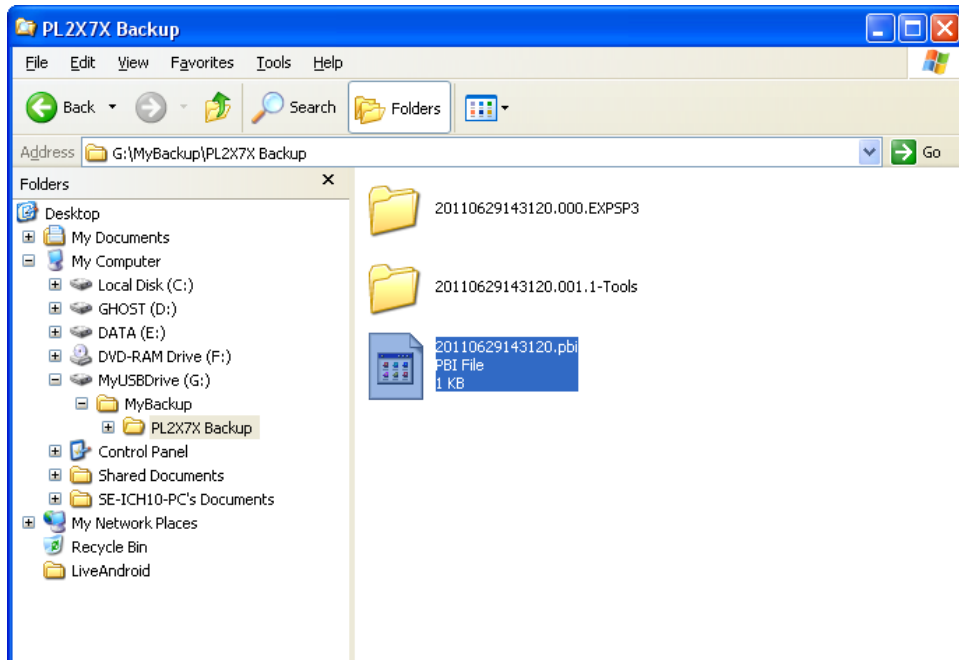 PL2X7X Backup
File Edit View Favorites Tools Help
Back Search Folders
Address G:\MyBackup\PL2X7X Backup Go
Folders
Desktop
My Documents
My Computer
Local Disk (C:)
GHOST (D:)
DATA (E:)
DVD-RAM Drive (F:)
MyUSBDrive (G:)
MyBackup
PL2X7X Backup
Control Panel
Shared Documents
SE-ICH10-PC's Documents
My Network Places
Recycle Bin
LiveAndroid
20110629143120.000.EXPSP3
20110629143120.001.1-Tools
20110629143120.pbi
PBI File
1 KB